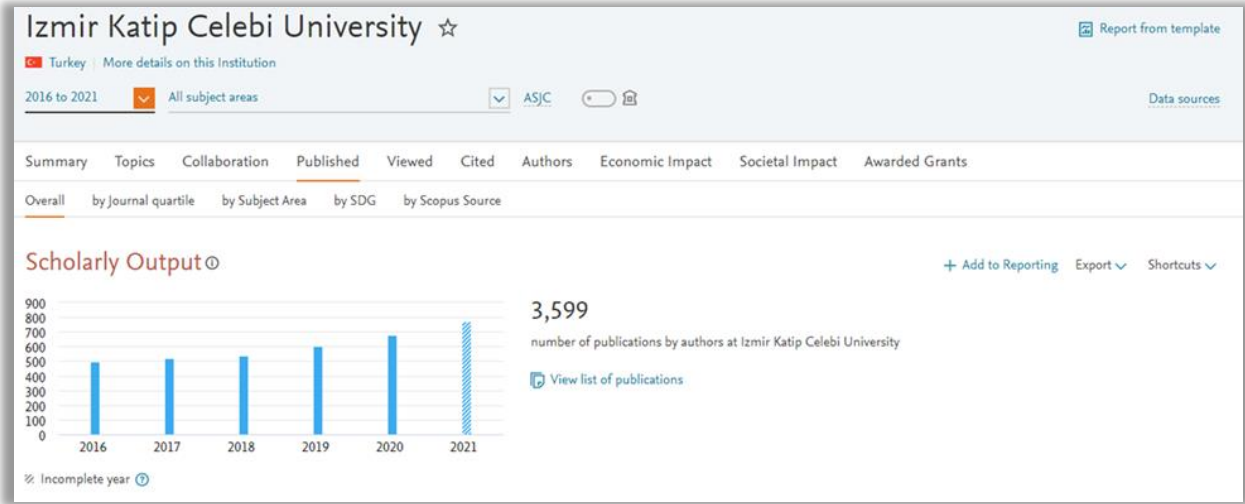 Izmir Katip Celebi University
Report from template
Turkey | More details on this Institution
2016 to 2021 All subject areas ASJC Data sources
Summary Topics Collaboration Published Viewed Cited Authors Economic Impact Societal Impact Awarded Grants
Overall by Journal quartile by Subject Area by SDG by Scopus Source
Scholarly Output
+ Add to Reporting Export Shortcuts
900
800
700
600
500
400
300
200
100
0
2016 2017 2018 2019 2020 2021
Incomplete year ?
3,599
number of publications by authors at Izmir Katip Celebi University
View list of publications